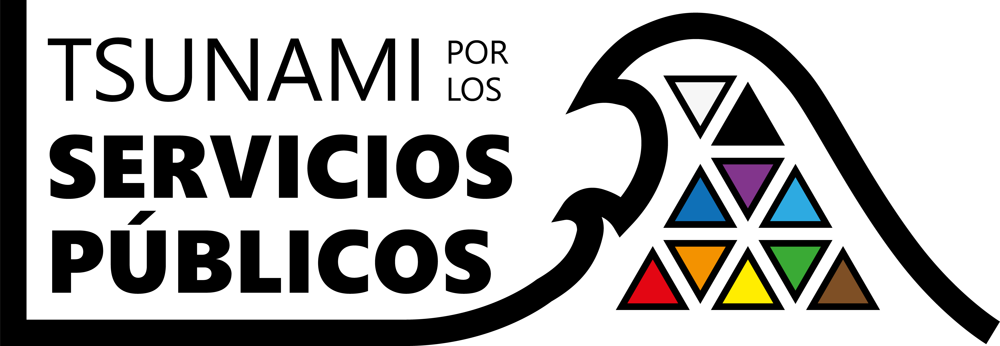 TSUNAMI POR LOS
SERVICIOS
PÚBLICOS